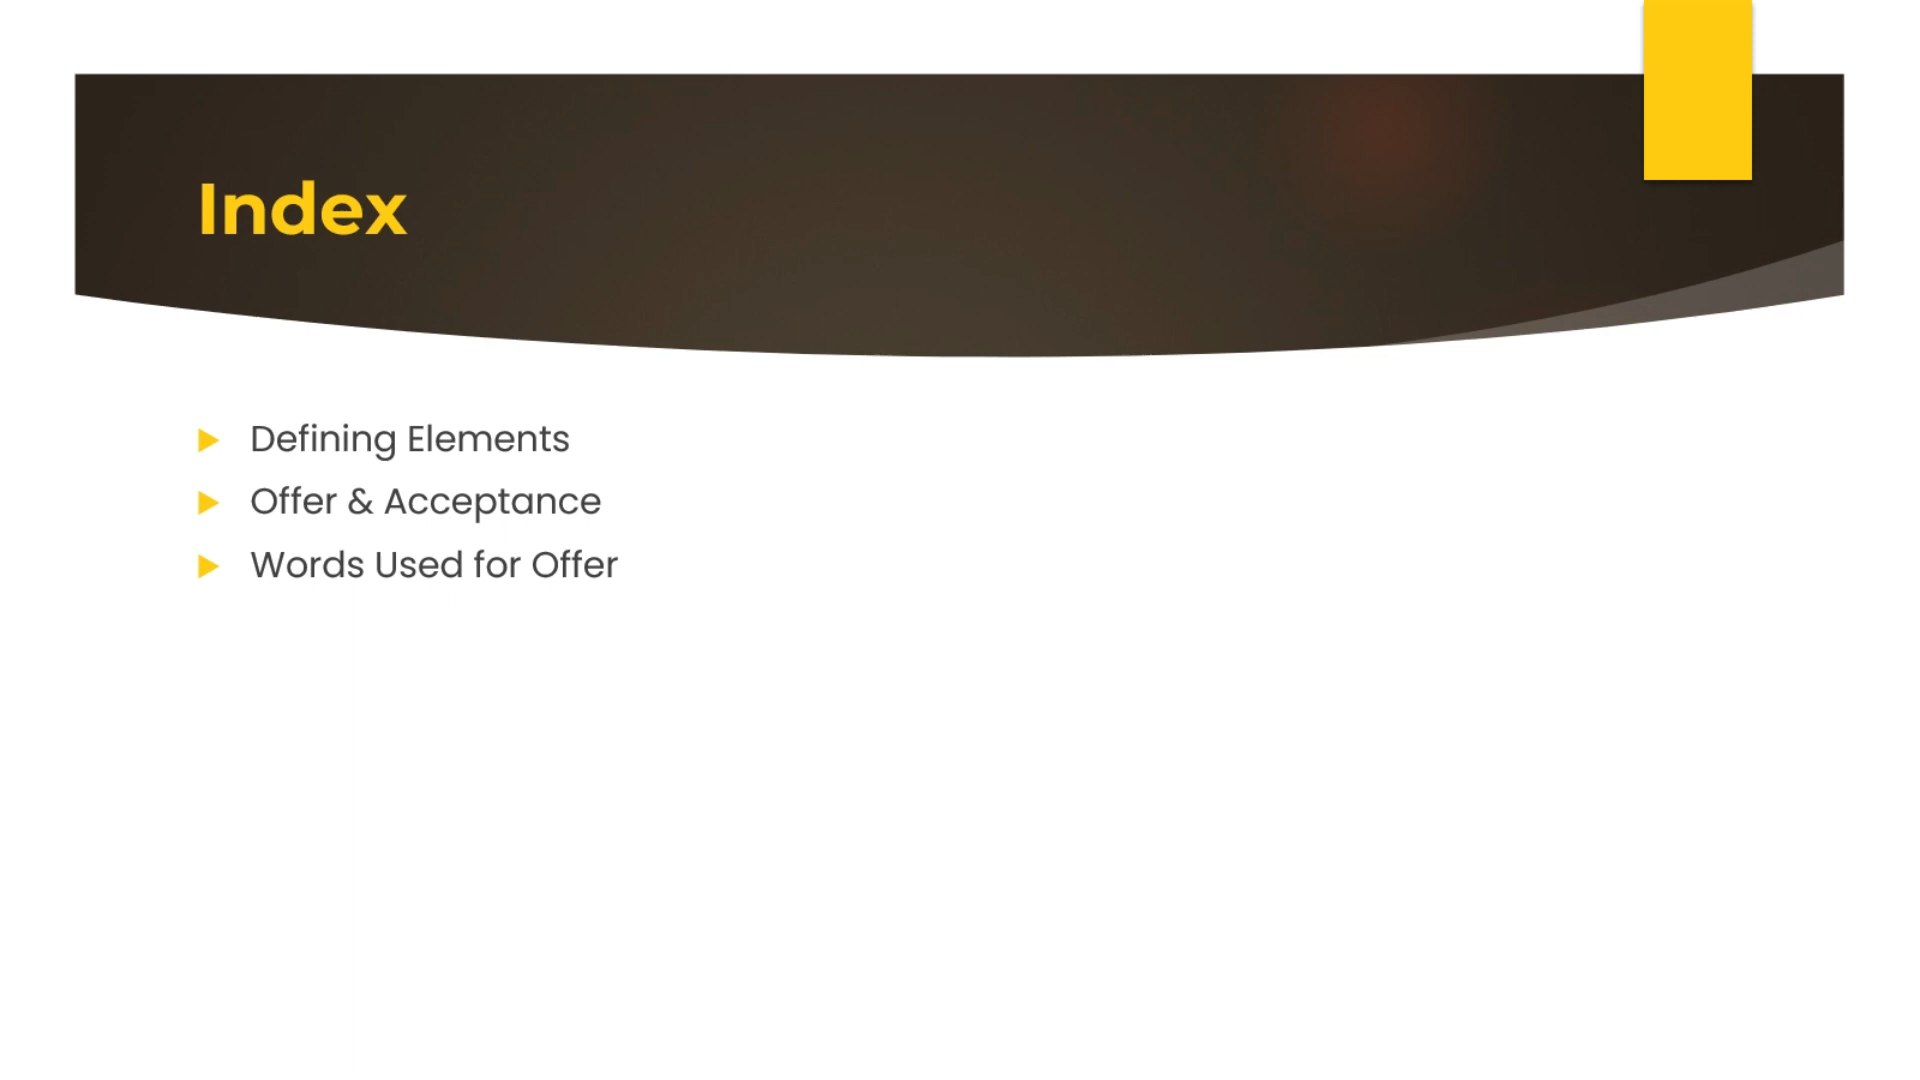 Index
Defining Elements
Offer & Acceptance
Words Used for Offer